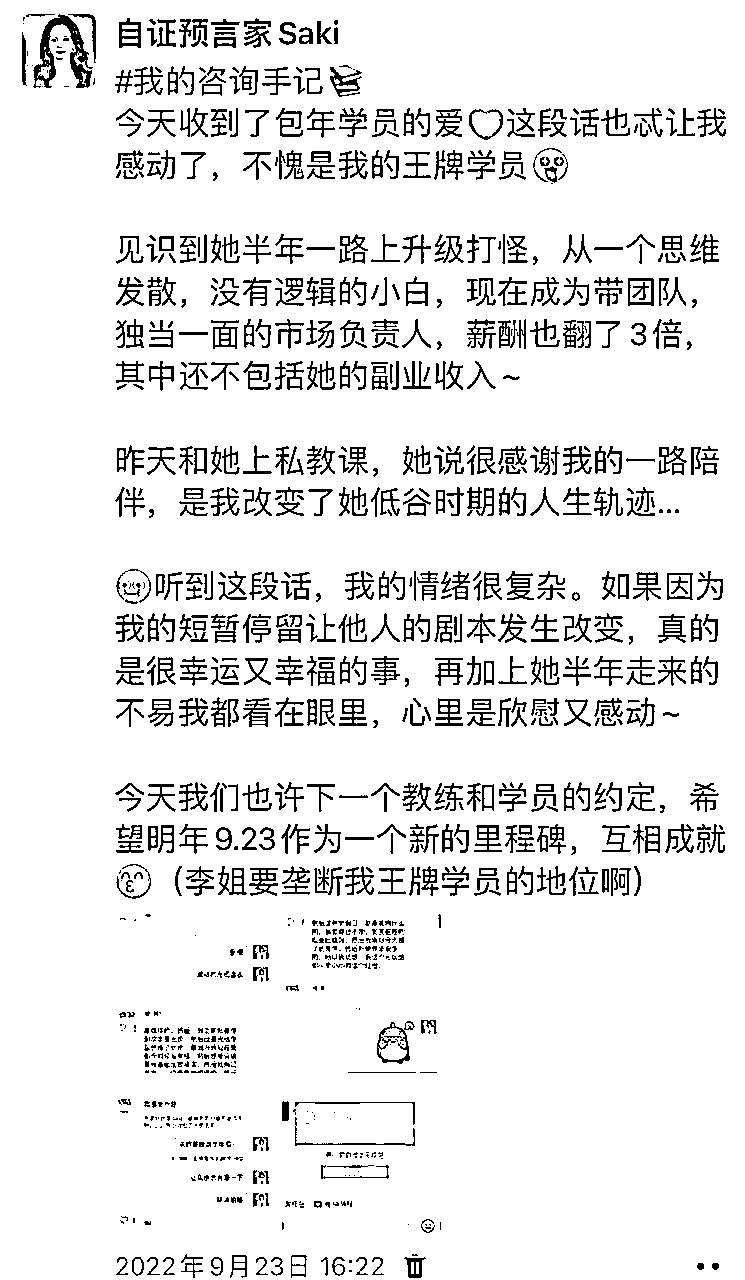 自证预言家Saki
#我的咨询手记📚
今天收到了包年学员的爱♡这段话也忒让我
感动了，不愧是我的王牌学员😍
见识到她半年一路上升级打怪，从一个思维
发散，没有逻辑的小白，现在成为带团队，
独当一面的市场负责人，薪酬也翻了3倍，
其中还不包括她的副业收入~
昨天和她上私教课，她说很感谢我的一路陪
伴，是我改变了她低谷时期的人生轨迹...
听到这段话，我的情绪很复杂。如果因为
我的短暂停留让他人的剧本发生改变，真的
是很幸运又幸福的事，再加上她半年走来的
不易我都看在眼里，心里是欣慰又感动~
今天我们也许下一个教练和学员的约定，希
望明年9.23作为一个新的里程碑，互相成就
（李姐要垄断我王牌学员的地位啊）
2022年9月23日 16:22